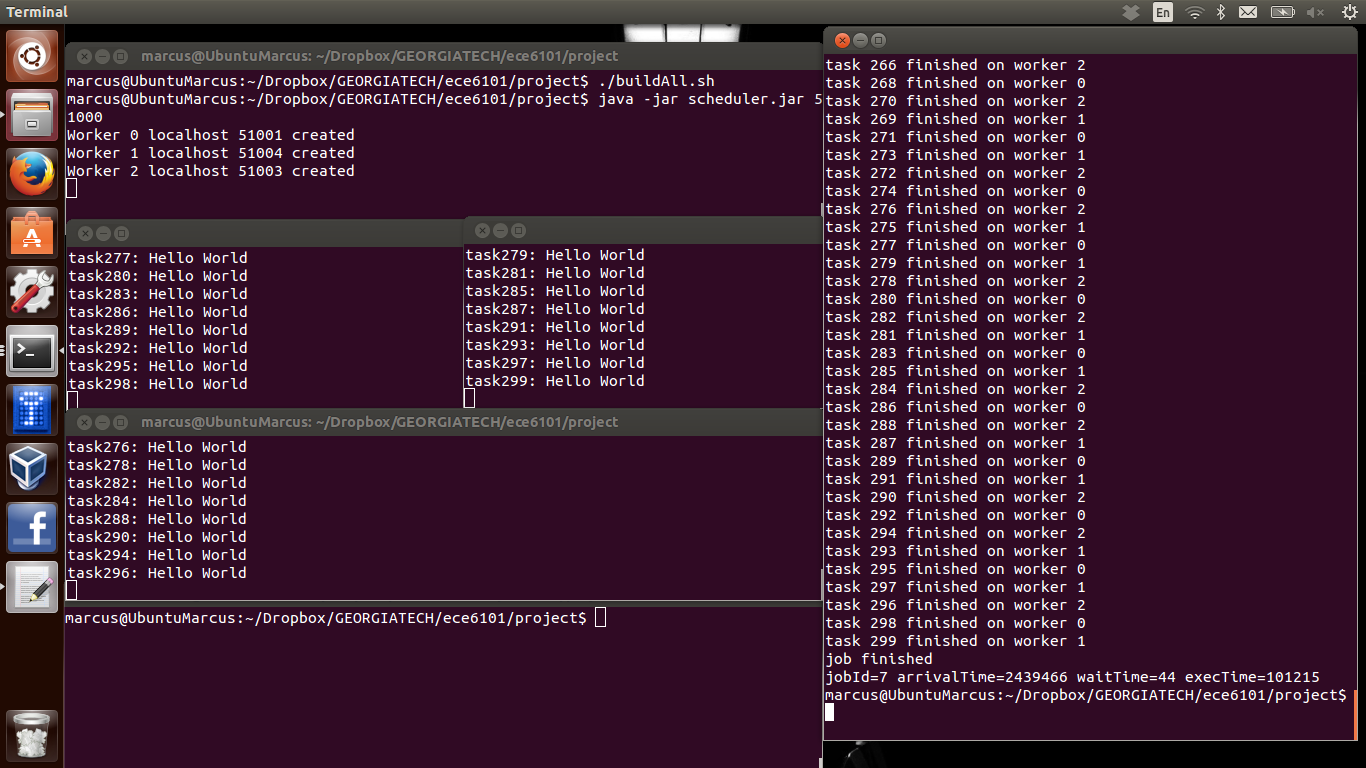 Terminal
En
marcus@UbuntuMarcus: ~/Dropbox/GEORGIATECH/ece6101/project
marcus@UbuntuMarcus:~/Dropbox/GEORGIATECH/ece6101/project$ ./buildAll.sh
marcus@UbuntuMarcus:~/Dropbox/GEORGIATECH/ece6101/project$ java -jar scheduler.jar 5
1000
Worker 0 localhost 51001 created
Worker 1 localhost 51004 created
Worker 2 localhost 51003 created
task277: Hello World
task280: Hello World
task283: Hello World
task286: Hello World
task289: Hello World
task292: Hello World
task295: Hello World
task298: Hello World
task279: Hello World
task281: Hello World
task285: Hello World
task287: Hello World
task291: Hello World
task293: Hello World
task297: Hello World
task299: Hello World
marcus@UbuntuMarcus: ~/Dropbox/GEORGIATECH/ece6101/project
task276: Hello World
task278: Hello World
task282: Hello World
task284: Hello World
task288: Hello World
task290: Hello World
task294: Hello World
task296: Hello World
marcus@UbuntuMarcus:~/Dropbox/GEORGIATECH/ece6101/project$
task 266 finished on worker 2
task 268 finished on worker 0
task 270 finished on worker 2
task 269 finished on worker 1
task 271 finished on worker 0
task 273 finished on worker 1
task 272 finished on worker 2
task 274 finished on worker 0
task 276 finished on worker 2
task 275 finished on worker 1
task 277 finished on worker 0
task 279 finished on worker 1
task 278 finished on worker 2
task 280 finished on worker 0
task 282 finished on worker 2
task 281 finished on worker 1
task 283 finished on worker 0
task 285 finished on worker 1
task 284 finished on worker 2
task 286 finished on worker 0
task 288 finished on worker 2
task 287 finished on worker 1
task 289 finished on worker 0
task 291 finished on worker 1
task 290 finished on worker 2
task 292 finished on worker 0
task 294 finished on worker 2
task 293 finished on worker 1
task 295 finished on worker 0
task 297 finished on worker 1
task 296 finished on worker 2
task 298 finished on worker 0
task 299 finished on worker 1
job finished
jobId=7 arrivalTime=2439466 waitTime=44 execTime=101215
marcus@UbuntuMarcus:~/Dropbox/GEORGIATECH/ece6101/project$